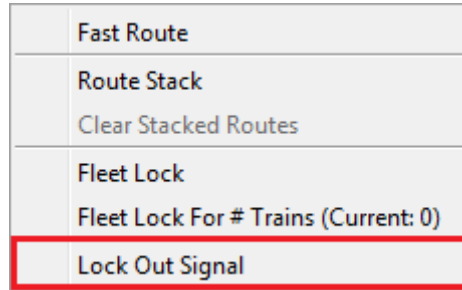 Fast Route
Route Stack
Clear Stacked Routes
Fleet Lock
Fleet Lock For # Trains (Current: 0)
Lock Out Signal